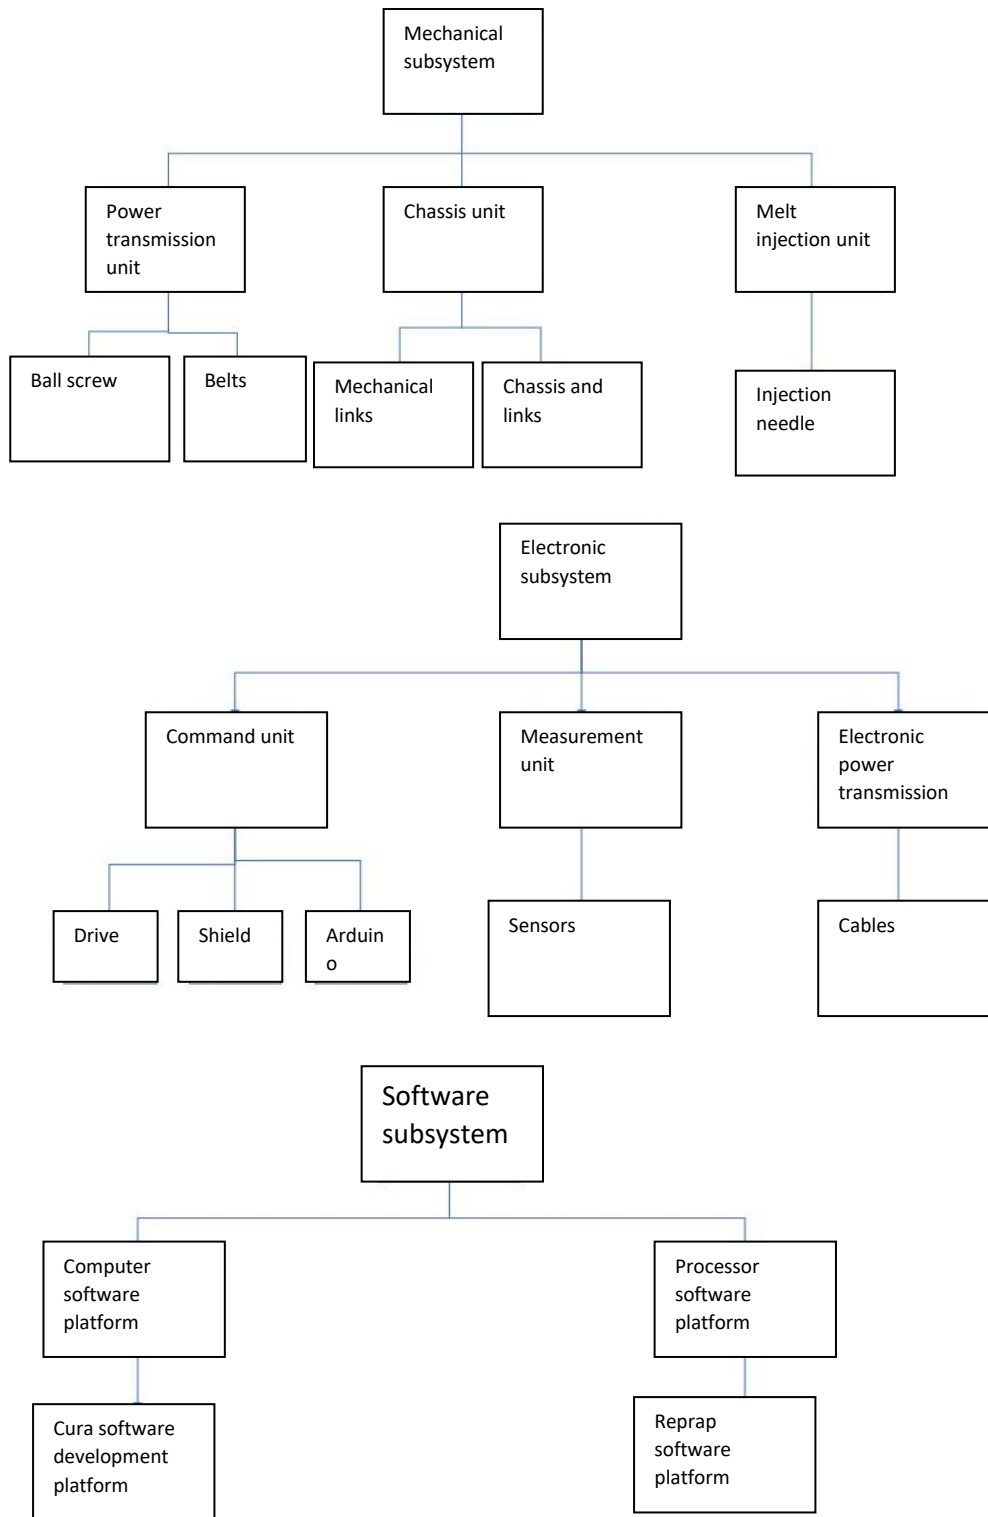 Mechanical
subsystem
Power
transmission
unit
Chassis unit
Melt
injection unit
Ball screw
Belts
Mechanical
links
Chassis and
links
Injection
needle
Electronic
subsystem
Command unit
Measurement
unit
Electronic
power
transmission
Drive
Shield
Arduin
o
Sensors
Cables
Software
subsystem
Computer
software
platform
Processor
software
platform
Cura software
development
platform
Reprap
software
platform